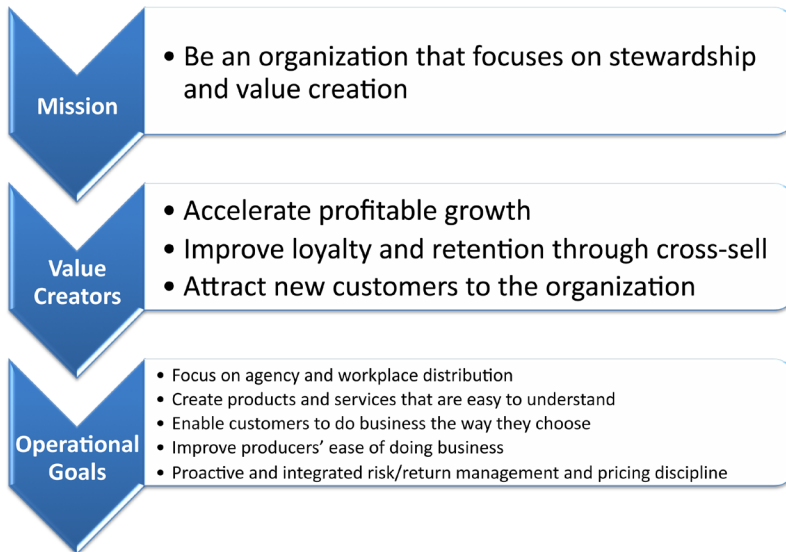 Mission
• Be an organization that focuses on stewardship
and value creation
Value
Creators
• Accelerate profitable growth
• Improve loyalty and retention through cross-sell
• Attract new customers to the organization
Operational
Goals
• Focus on agency and workplace distribution
• Create products and services that are easy to understand
• Enable customers to do business the way they choose
• Improve producers’ ease of doing business
• Proactive and integrated risk/return management and pricing discipline